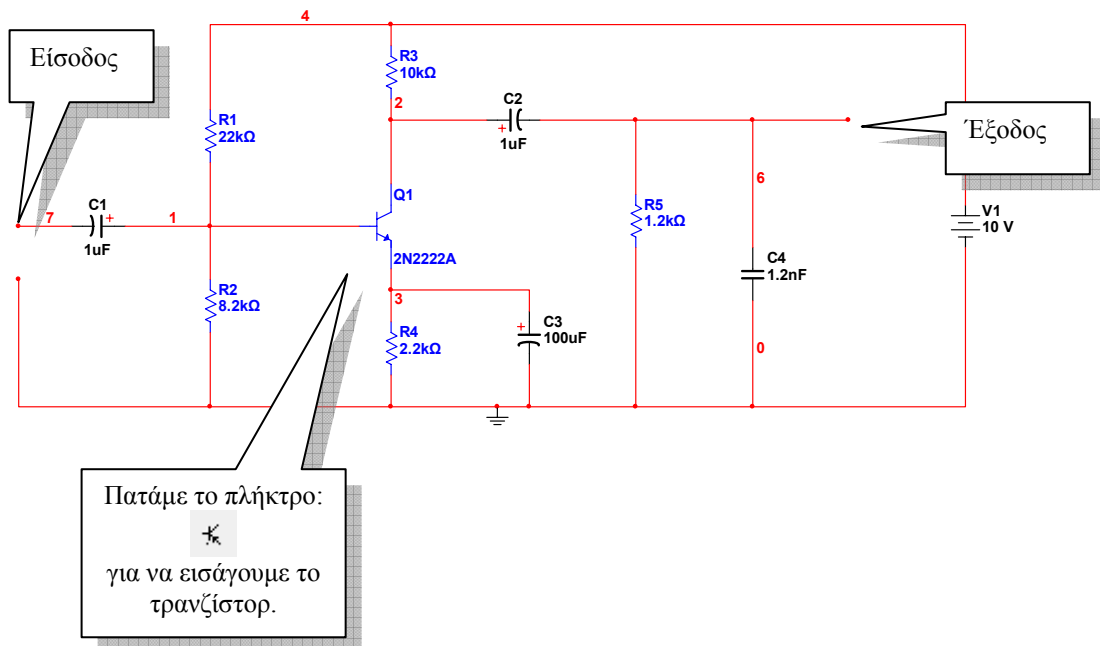 4
Είσοδος
R3
10kΩ
2
C2
1uF
+
R1
22kΩ
Έξοδος
6
Q1
7
C1
+
1uF
1
R5
1.2kΩ
V1
10 V
2N2222A
C4
1.2nF
R2
8.2kΩ
3
R4
2.2kΩ
+
C3
100uF
0
Πατάμε το πλήκτρο:
για να εισάγουμε το
τρανζίστορ.